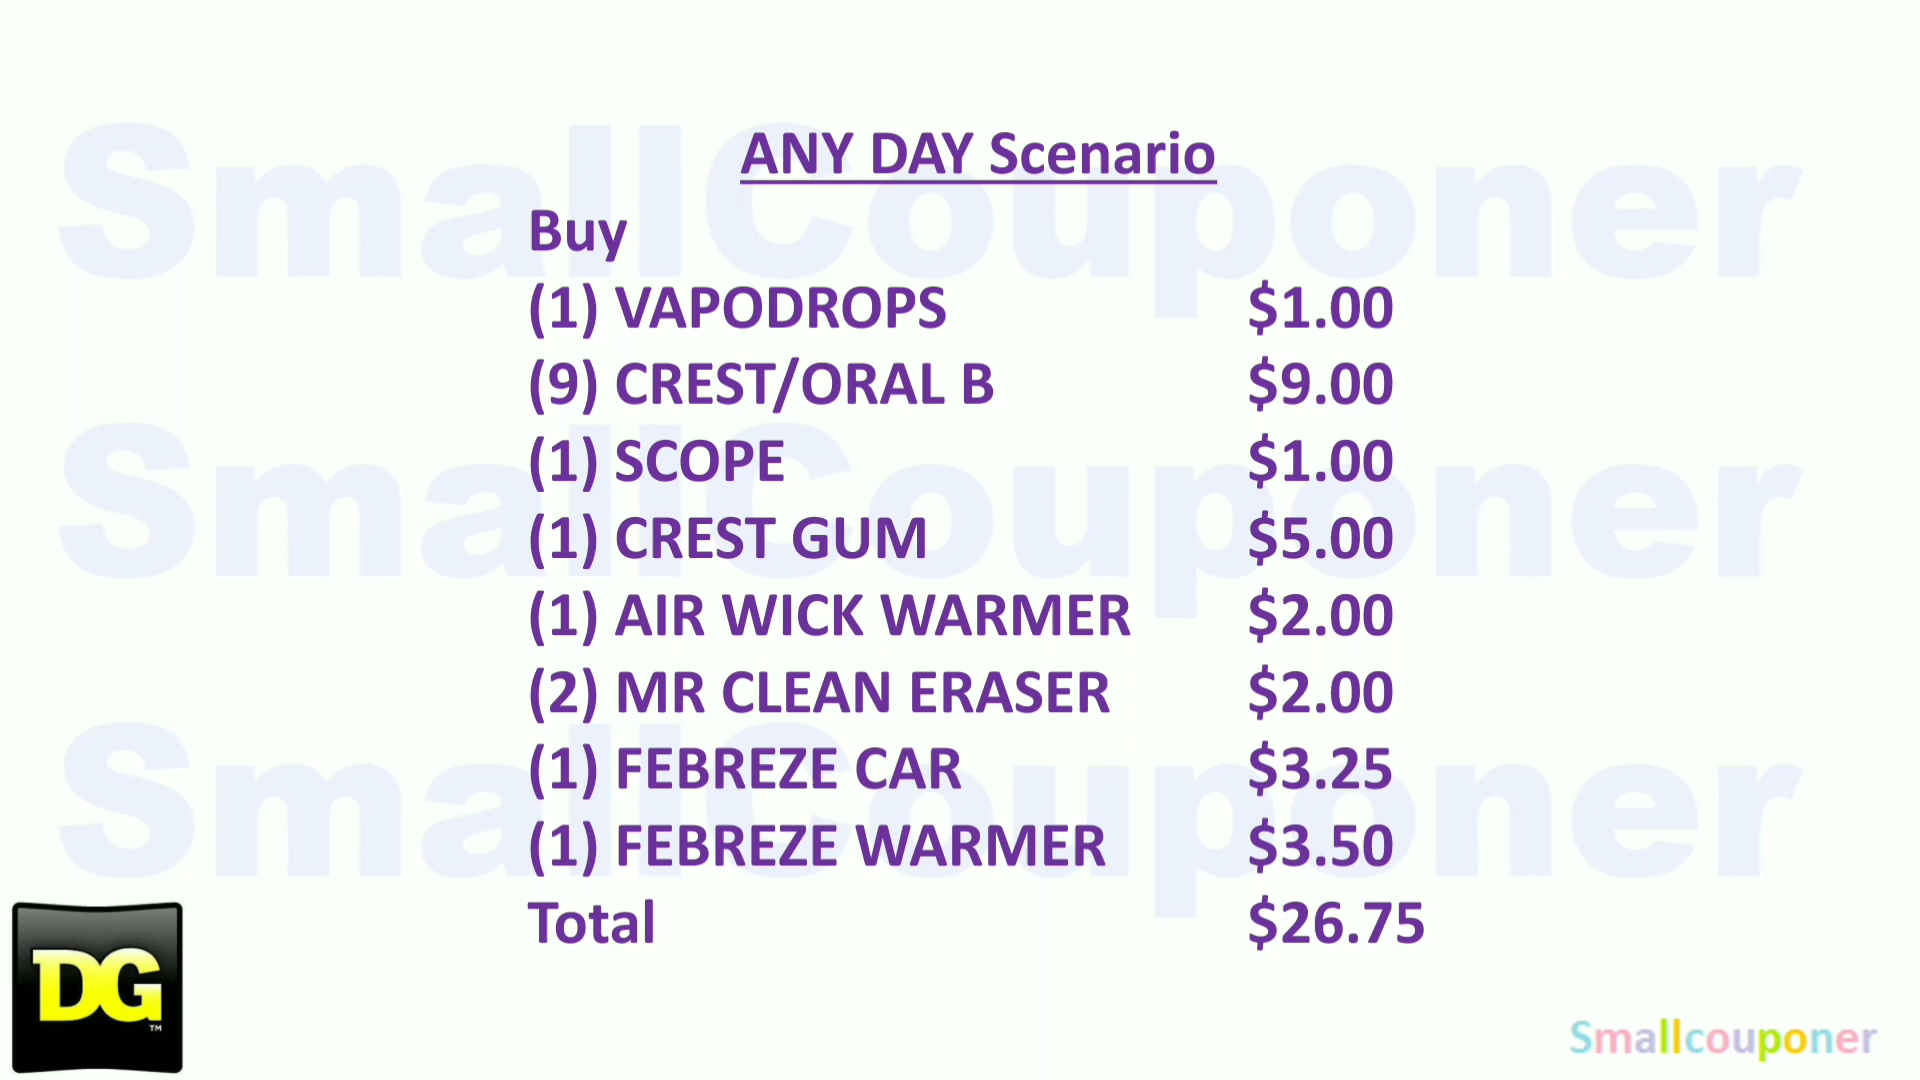 ANY DAY Scenario
Buy
(1) VAPODROPS $1.00
(9) CREST/ORAL B $9.00
(1) SCOPE $1.00
(1) CREST GUM $5.00
(1) AIR WICK WARMER $2.00
(2) MR CLEAN ERASER $2.00
(1) FEBREZE CAR $3.25
(1) FEBREZE WARMER $3.50
Total $26.75
SmallCouponer
SmallCouponer
SmallCouponer
DG™
Smallcouponer